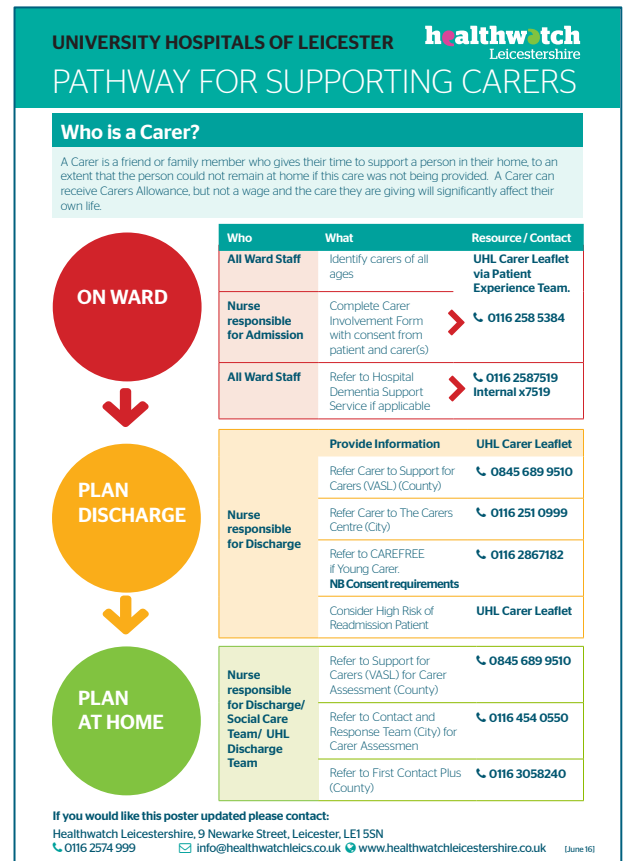 UNIVERSITY HOSPITALS OF LEICESTER
healthwatch
Leicestershire
PATHWAY FOR SUPPORTING CARERS
Who is a Carer?
A Carer is a friend or family member who gives their time to support a person in their home, to an
extent that the person could not remain at home if this care was not being provided. A Carer can
receive Carers Allowance, but not a wage and the care they are giving will significantly affect their
own life.
ON WARD
Who What Resource / Contact
All Ward Staff
Identify carers of all
ages
UHL Carer Leaflet
via Patient
Experience Team.
Nurse
responsible
for Admission
Complete Carer
Involvement Form
with consent from
patient and carer(s)
0116 258 5384
All Ward Staff
Refer to Hospital
Dementia Support
Service if applicable
0116 2587519
Internal x7519
PLAN
DISCHARGE
Nurse
responsible
for Discharge
Provide Information UHL Carer Leaflet
Refer Carer to Support for
Carers (VASL) (County)
0845 689 9510
Refer Carer to The Carers
Centre (City)
0116 251 0999
Refer to CAREFREE
if Young Carer.
NB Consent requirements
0116 2867182
Consider High Risk of
Readmission Patient
UHL Carer Leaflet
PLAN
AT HOME
Nurse
responsible
for Discharge/
Social Care
Team/ UHL
Discharge
Team
Refer to Support for
Carers (VASL) for Carer
Assessment (County)
0845 689 9510
Refer to Contact and
Response Team (City) for
Carer Assessmen
0116 454 0550
Refer to First Contact Plus
(County)
0116 3058240
If you would like this poster updated please contact:
Healthwatch Leicestershire, 9 Newarke Street, Leicester, LE1 5SN
0116 2574 999 info@healthwatchleics.co.uk www.healthwatchleicestershire.co.uk [June 16]